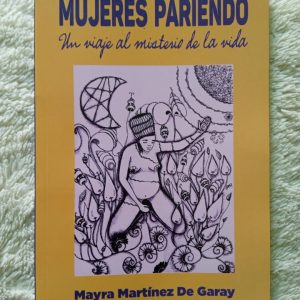 MUJERES PARIENDO
Un viaje al misterio de la vida
Mayra Martínez De Garay